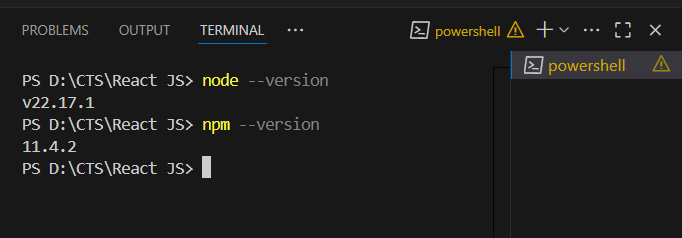 PROBLEMS OUTPUT TERMINAL ··· powershell
powershell
PS D:\CTS\React JS> node --version
v22.17.1
PS D:\CTS\React JS> npm --version
11.4.2
PS D:\CTS\React JS>